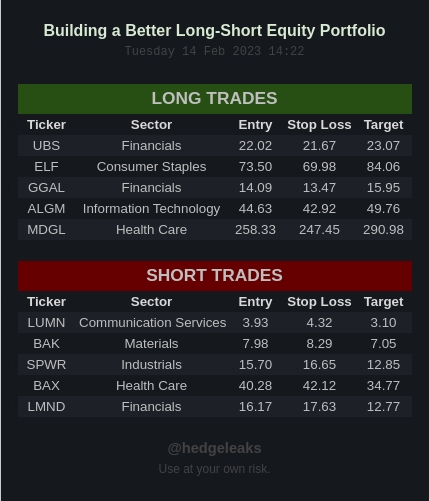 Building a Better Long-Short Equity Portfolio
Tuesday 14 Feb 2023 14:22
LONG TRADES
Ticker Sector Entry Stop Loss Target
UBS Financials 22.02 21.67 23.07
ELF Consumer Staples 73.50 69.98 84.06
GGAL Financials 14.09 13.47 15.95
ALGM Information Technology 44.63 42.92 49.76
MDGL Health Care 258.33 247.45 290.98
SHORT TRADES
Ticker Sector Entry Stop Loss Target
LUMN Communication Services 3.93 4.32 3.10
BAK Materials 7.98 8.29 7.05
SPWR Industrials 15.70 16.65 12.85
BAX Health Care 40.28 42.12 34.77
LMND Financials 16.17 17.63 12.77
@hedgeleaks
Use at your own risk.